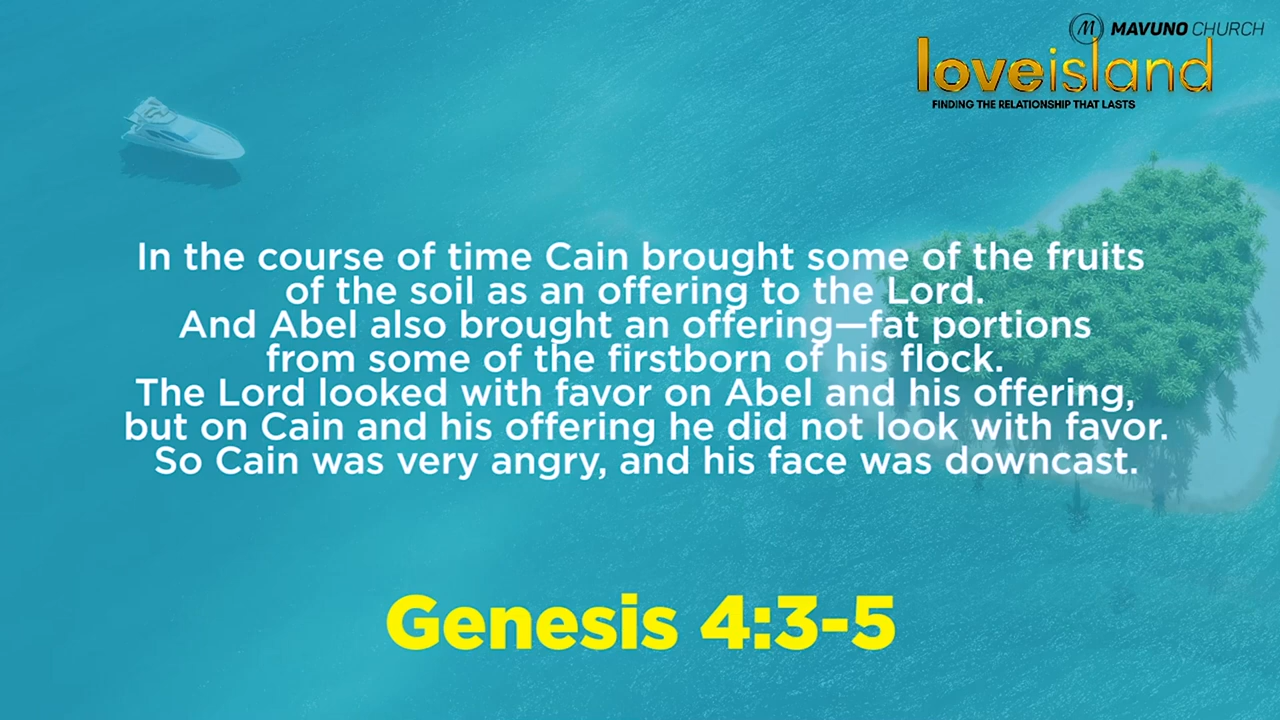 M MAVUNO CHURCH
loveisland
FINDING THE RELATIONSHIP THAT LASTS
In the course of time Cain brought some of the fruits
of the soil as an offering to the Lord.
And Abel also brought an offering—fat portions
from some of the firstborn of his flock.
The Lord looked with favor on Abel and his offering,
but on Cain and his offering he did not look with favor.
So Cain was very angry, and his face was downcast.
Genesis 4:3-5